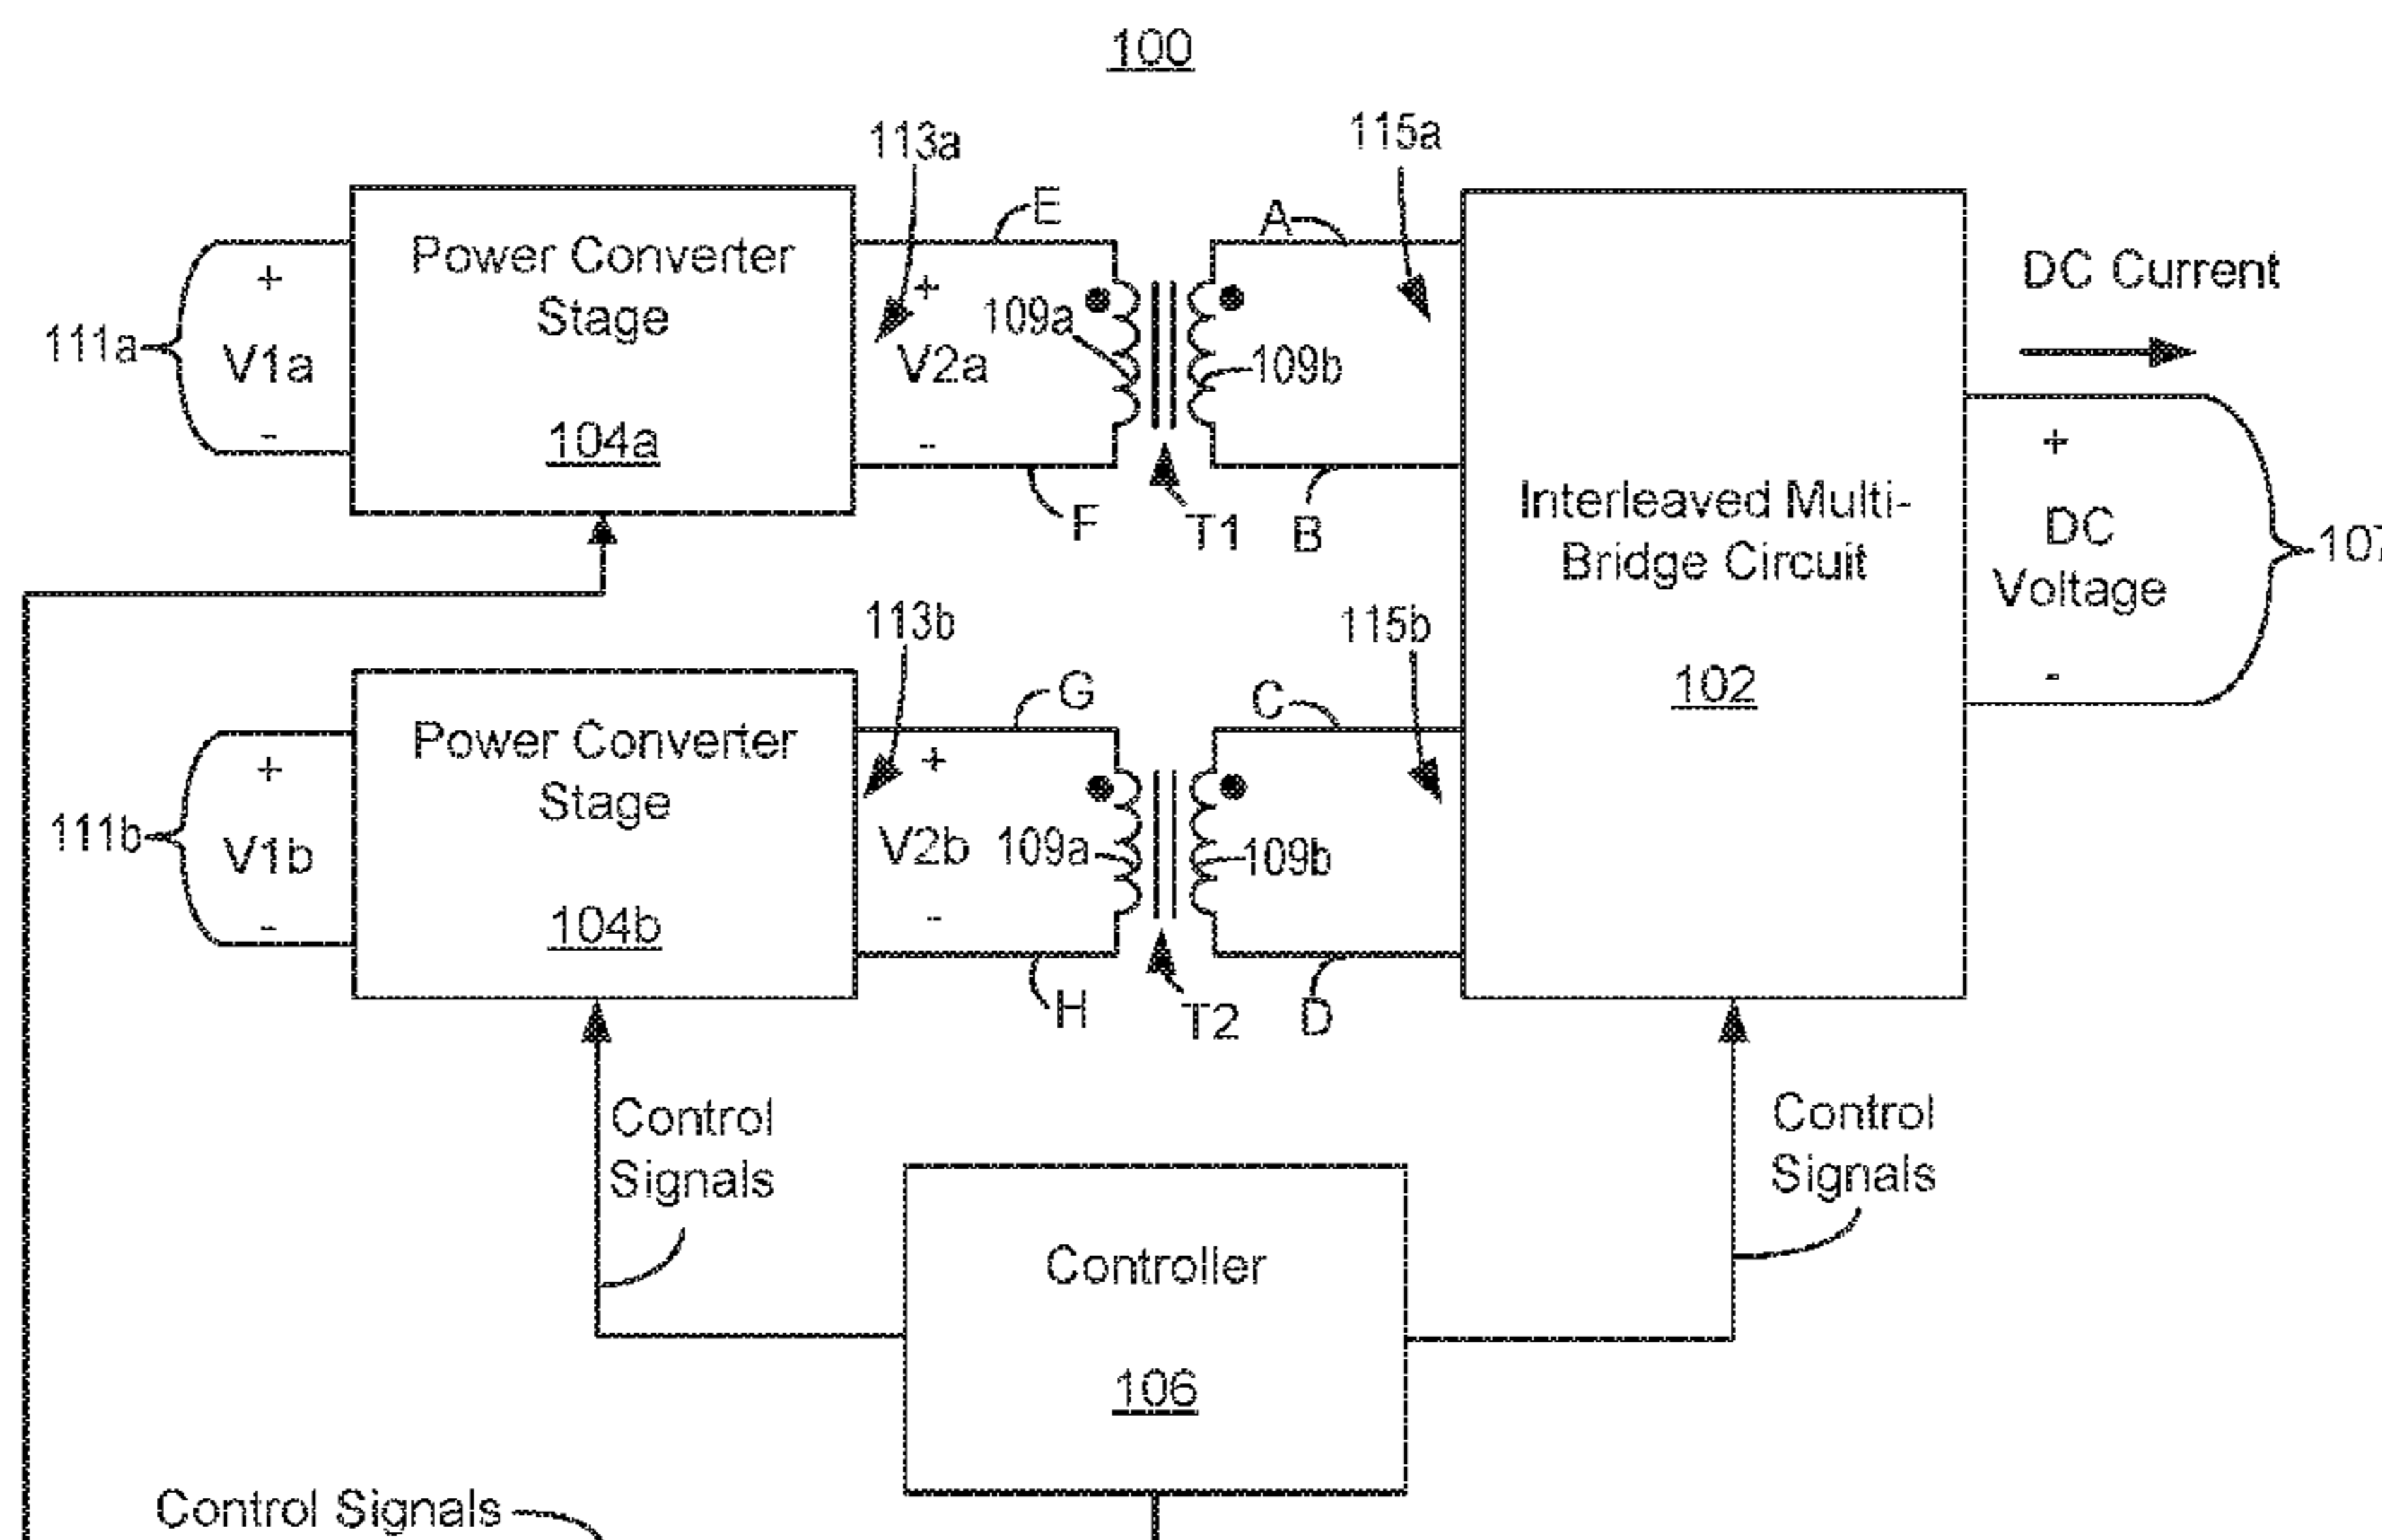 100
113a
115a
E
A
Power Converter
Stage
104a
+
V1a
-
111a
+
V2a
-
109a
109b
F
T1
B
DC Current
Interleaved Multi-
Bridge Circuit
102
+
DC
Voltage
-
107
113b
115b
G
C
Power Converter
Stage
104b
+
V1b
-
111b
+
V2b
-
109a
109b
H
T2
D
Control
Signals
Control
Signals
Controller
106
Control Signals